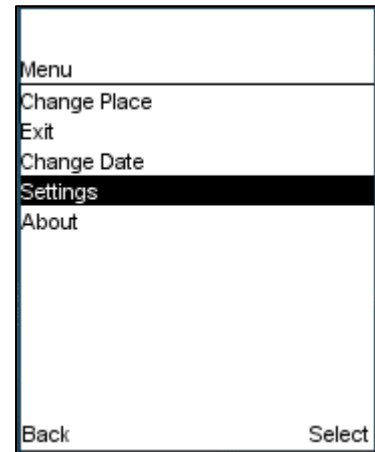 Menu
Change Place
Exit
Change Date
Settings
About
Back Select